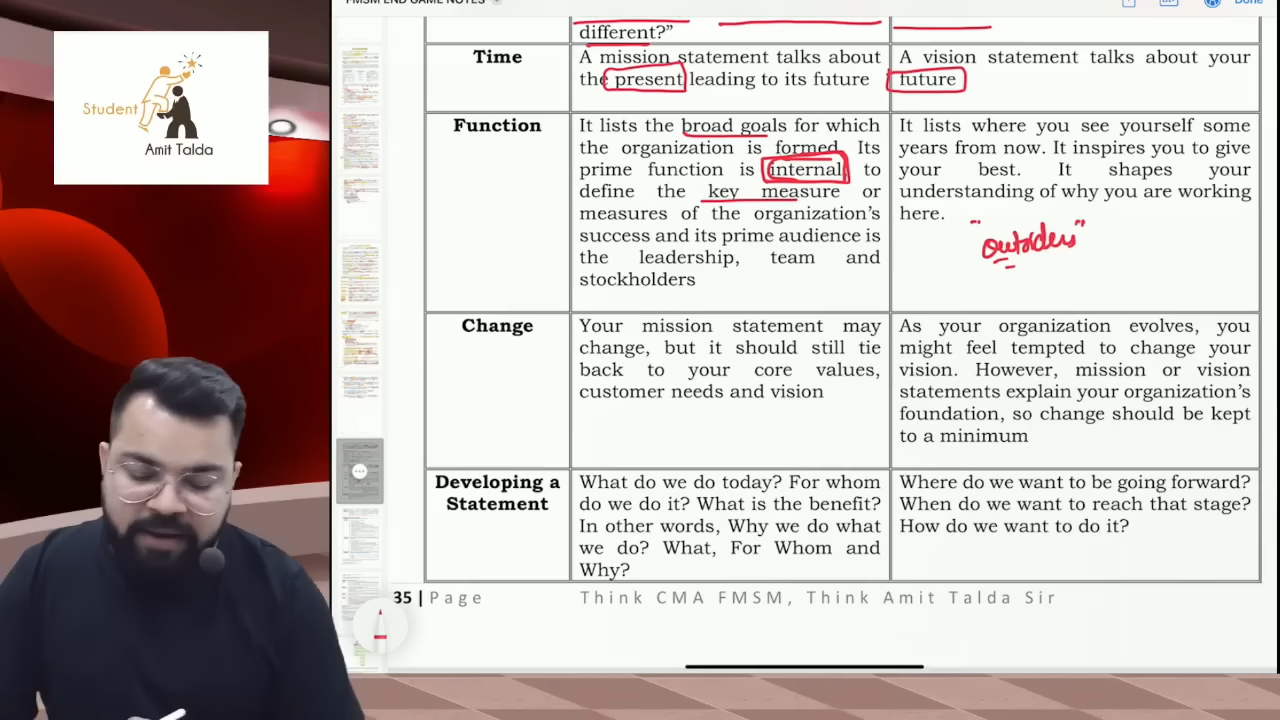 FMSM END GAME NOTES
Done
Student
Amit Talda
different?"
Time
A mission statement talks about
the present leading to its future.
A vision statement talks about your
future.
Function
It lists the broad goals for which
the organization is formed. Its
prime function is internal; to
define the key measure or
measures of the organization's
success and its prime audience is
the leadership, team and
stockholders.
It lists where you see yourself some
years from now. It inspires you to give
your best. It shapes your
understanding of why you are working
here.
"outdoor"
Change
Your mission statement may
change, but it should still tie
back to your core values,
customer needs and vision.
As your organization evolves, you
might feel tempted to change your
vision. However, mission or vision
statements explain your organization's
foundation, so change should be kept
to a minimum.
Developing a
Statement
What do we do today? For whom
do we do it? What is the benefit?
In other words, Why we do what
we do? What, For Whom and
Why?
Where do we want to be going forward?
When do we want to reach that stage?
How do we want to do it?
35 | Page
CMA Amit Talda